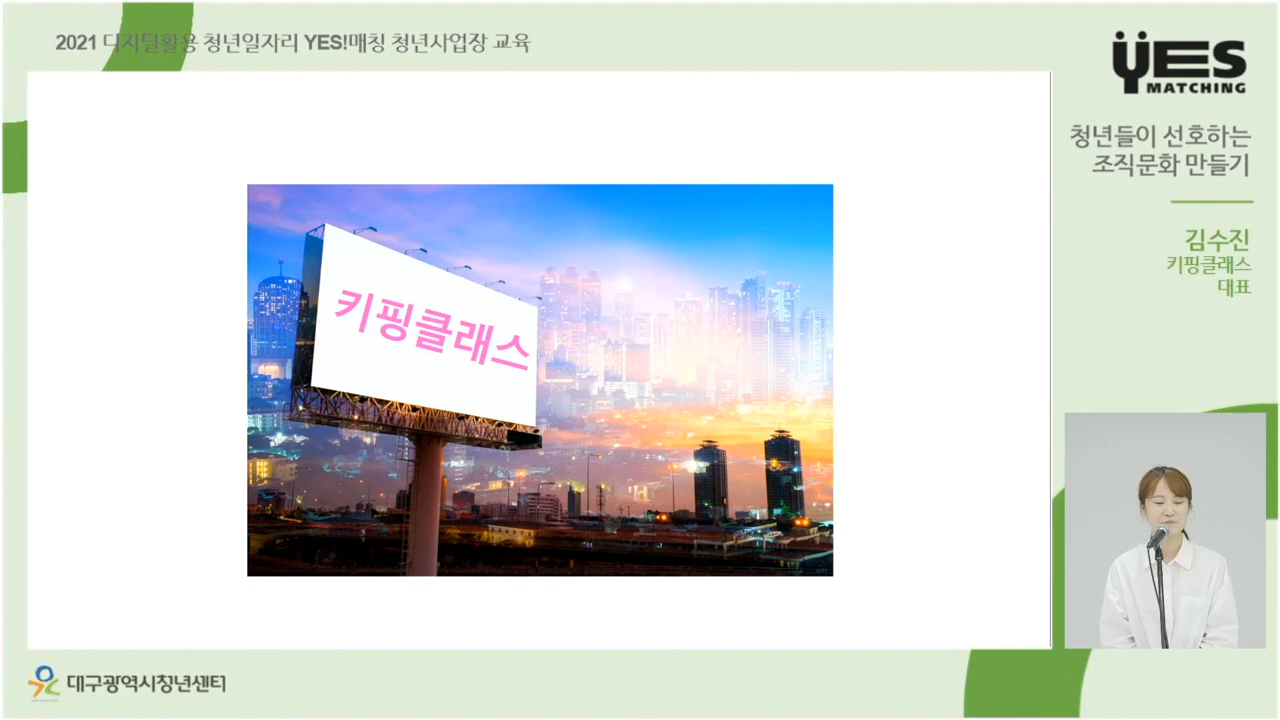 2021 디지털활용 청년일자리 YES!매칭 청년사업장 교육
YES
MATCHING
청년들이 선호하는
조직문화 만들기
김수진
키핑클래스
대표
키핑클래스
대구광역시청년센터